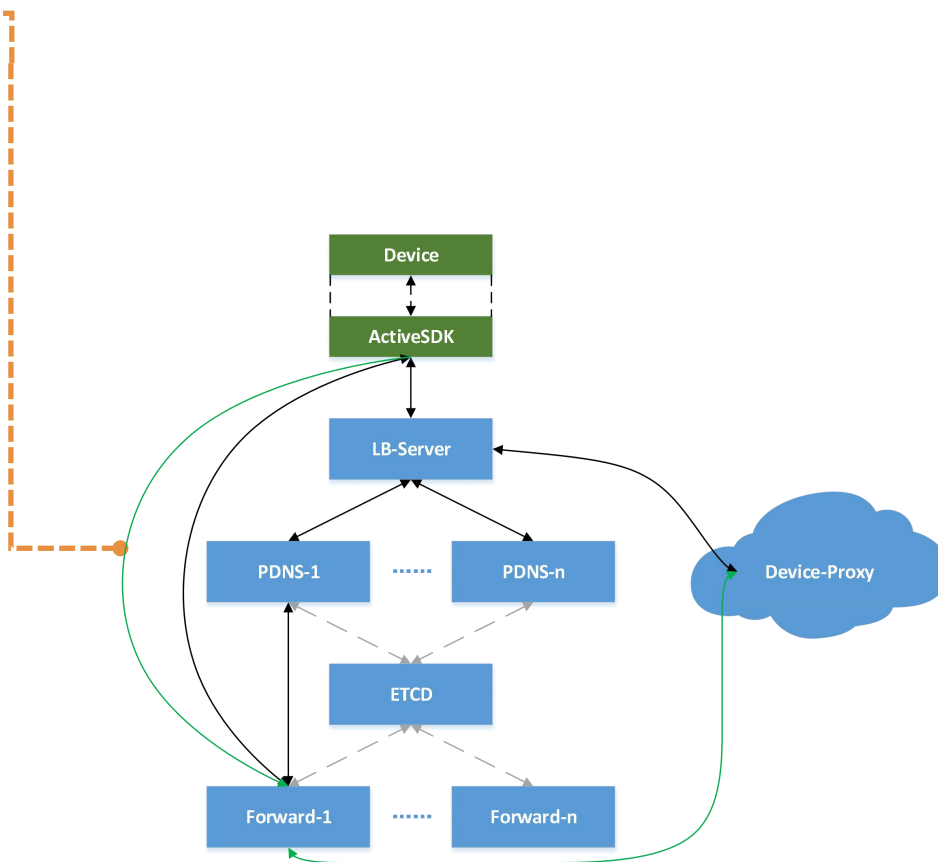 Device
ActiveSDK
LB-Server
PDNS-1
PDNS-n
Device-Proxy
ETCD
Forward-1
Forward-n